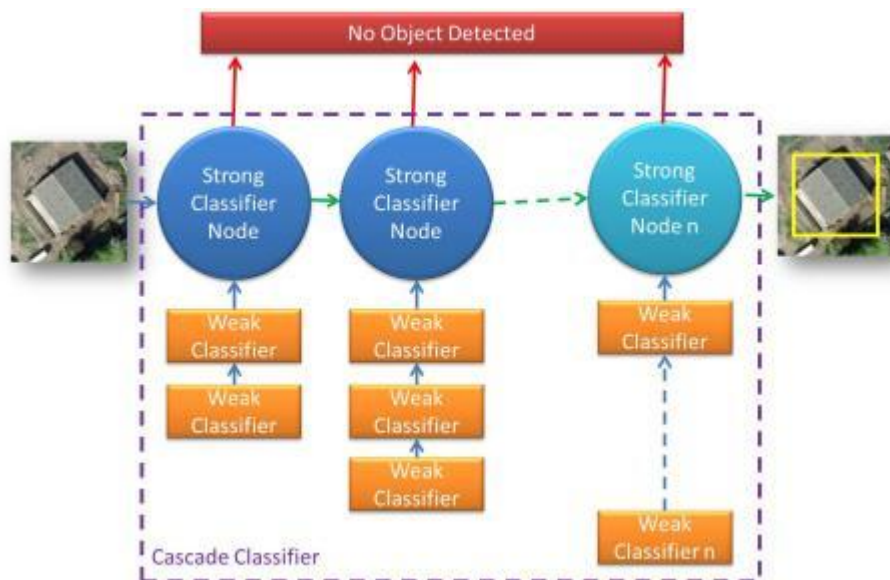 No Object Detected
Strong
Classifier
Node
Strong
Classifier
Node
Strong
Classifier
Node n
Weak
Classifier
Weak
Classifier
Weak
Classifier
Weak
Classifier
Weak
Classifier
Weak
Classifier
Weak
Classifier n
Cascade Classifier